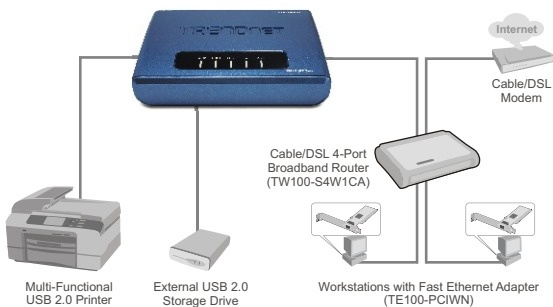 TRENDnet
Internet
Cable/DSL
Modem
Cable/DSL 4-Port
Broadband Router
(TW100-S4W1CA)
Multi-Functional
USB 2.0 Printer
External USB 2.0
Storage Drive
Workstations with Fast Ethernet Adapter
(TE100-PCIWN)